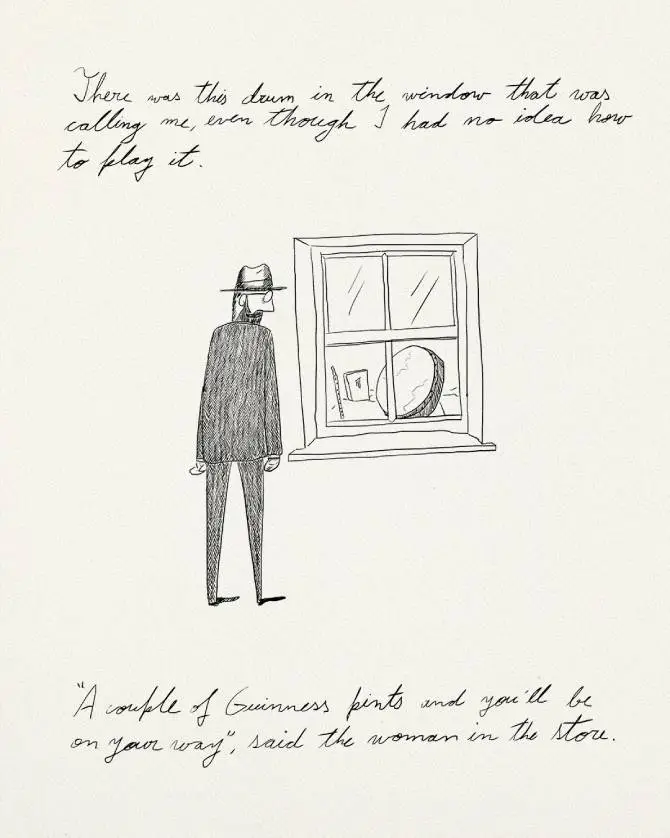 There was this drum in the window that was
calling me, even though I had no idea how
to play it.
"A couple of Guinness pints and you'll be
on your way", said the woman in the store.